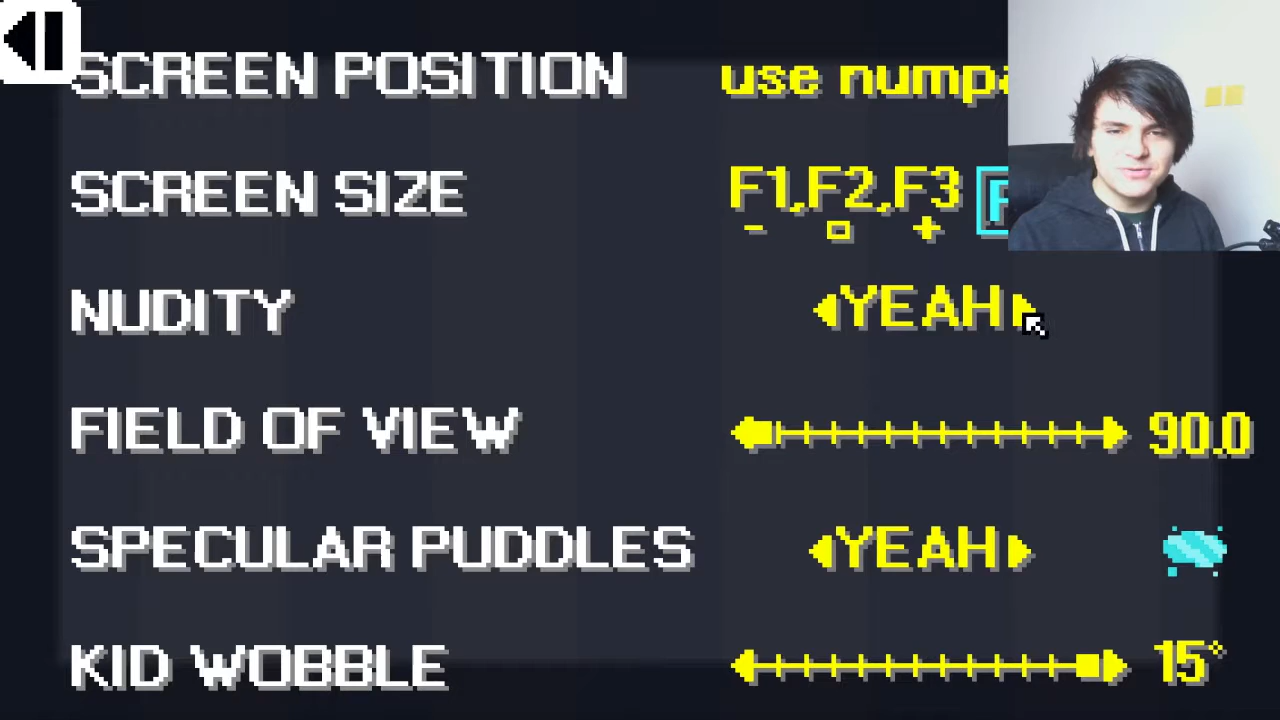 SCREEN POSITION use
SCREEN SIZE F1,F2,F3
- □ +
NUDITY YEAH
FIELD OF VIEW 90.0
SPECULAR PUDDLES YEAH
KID WOBBLE 15°